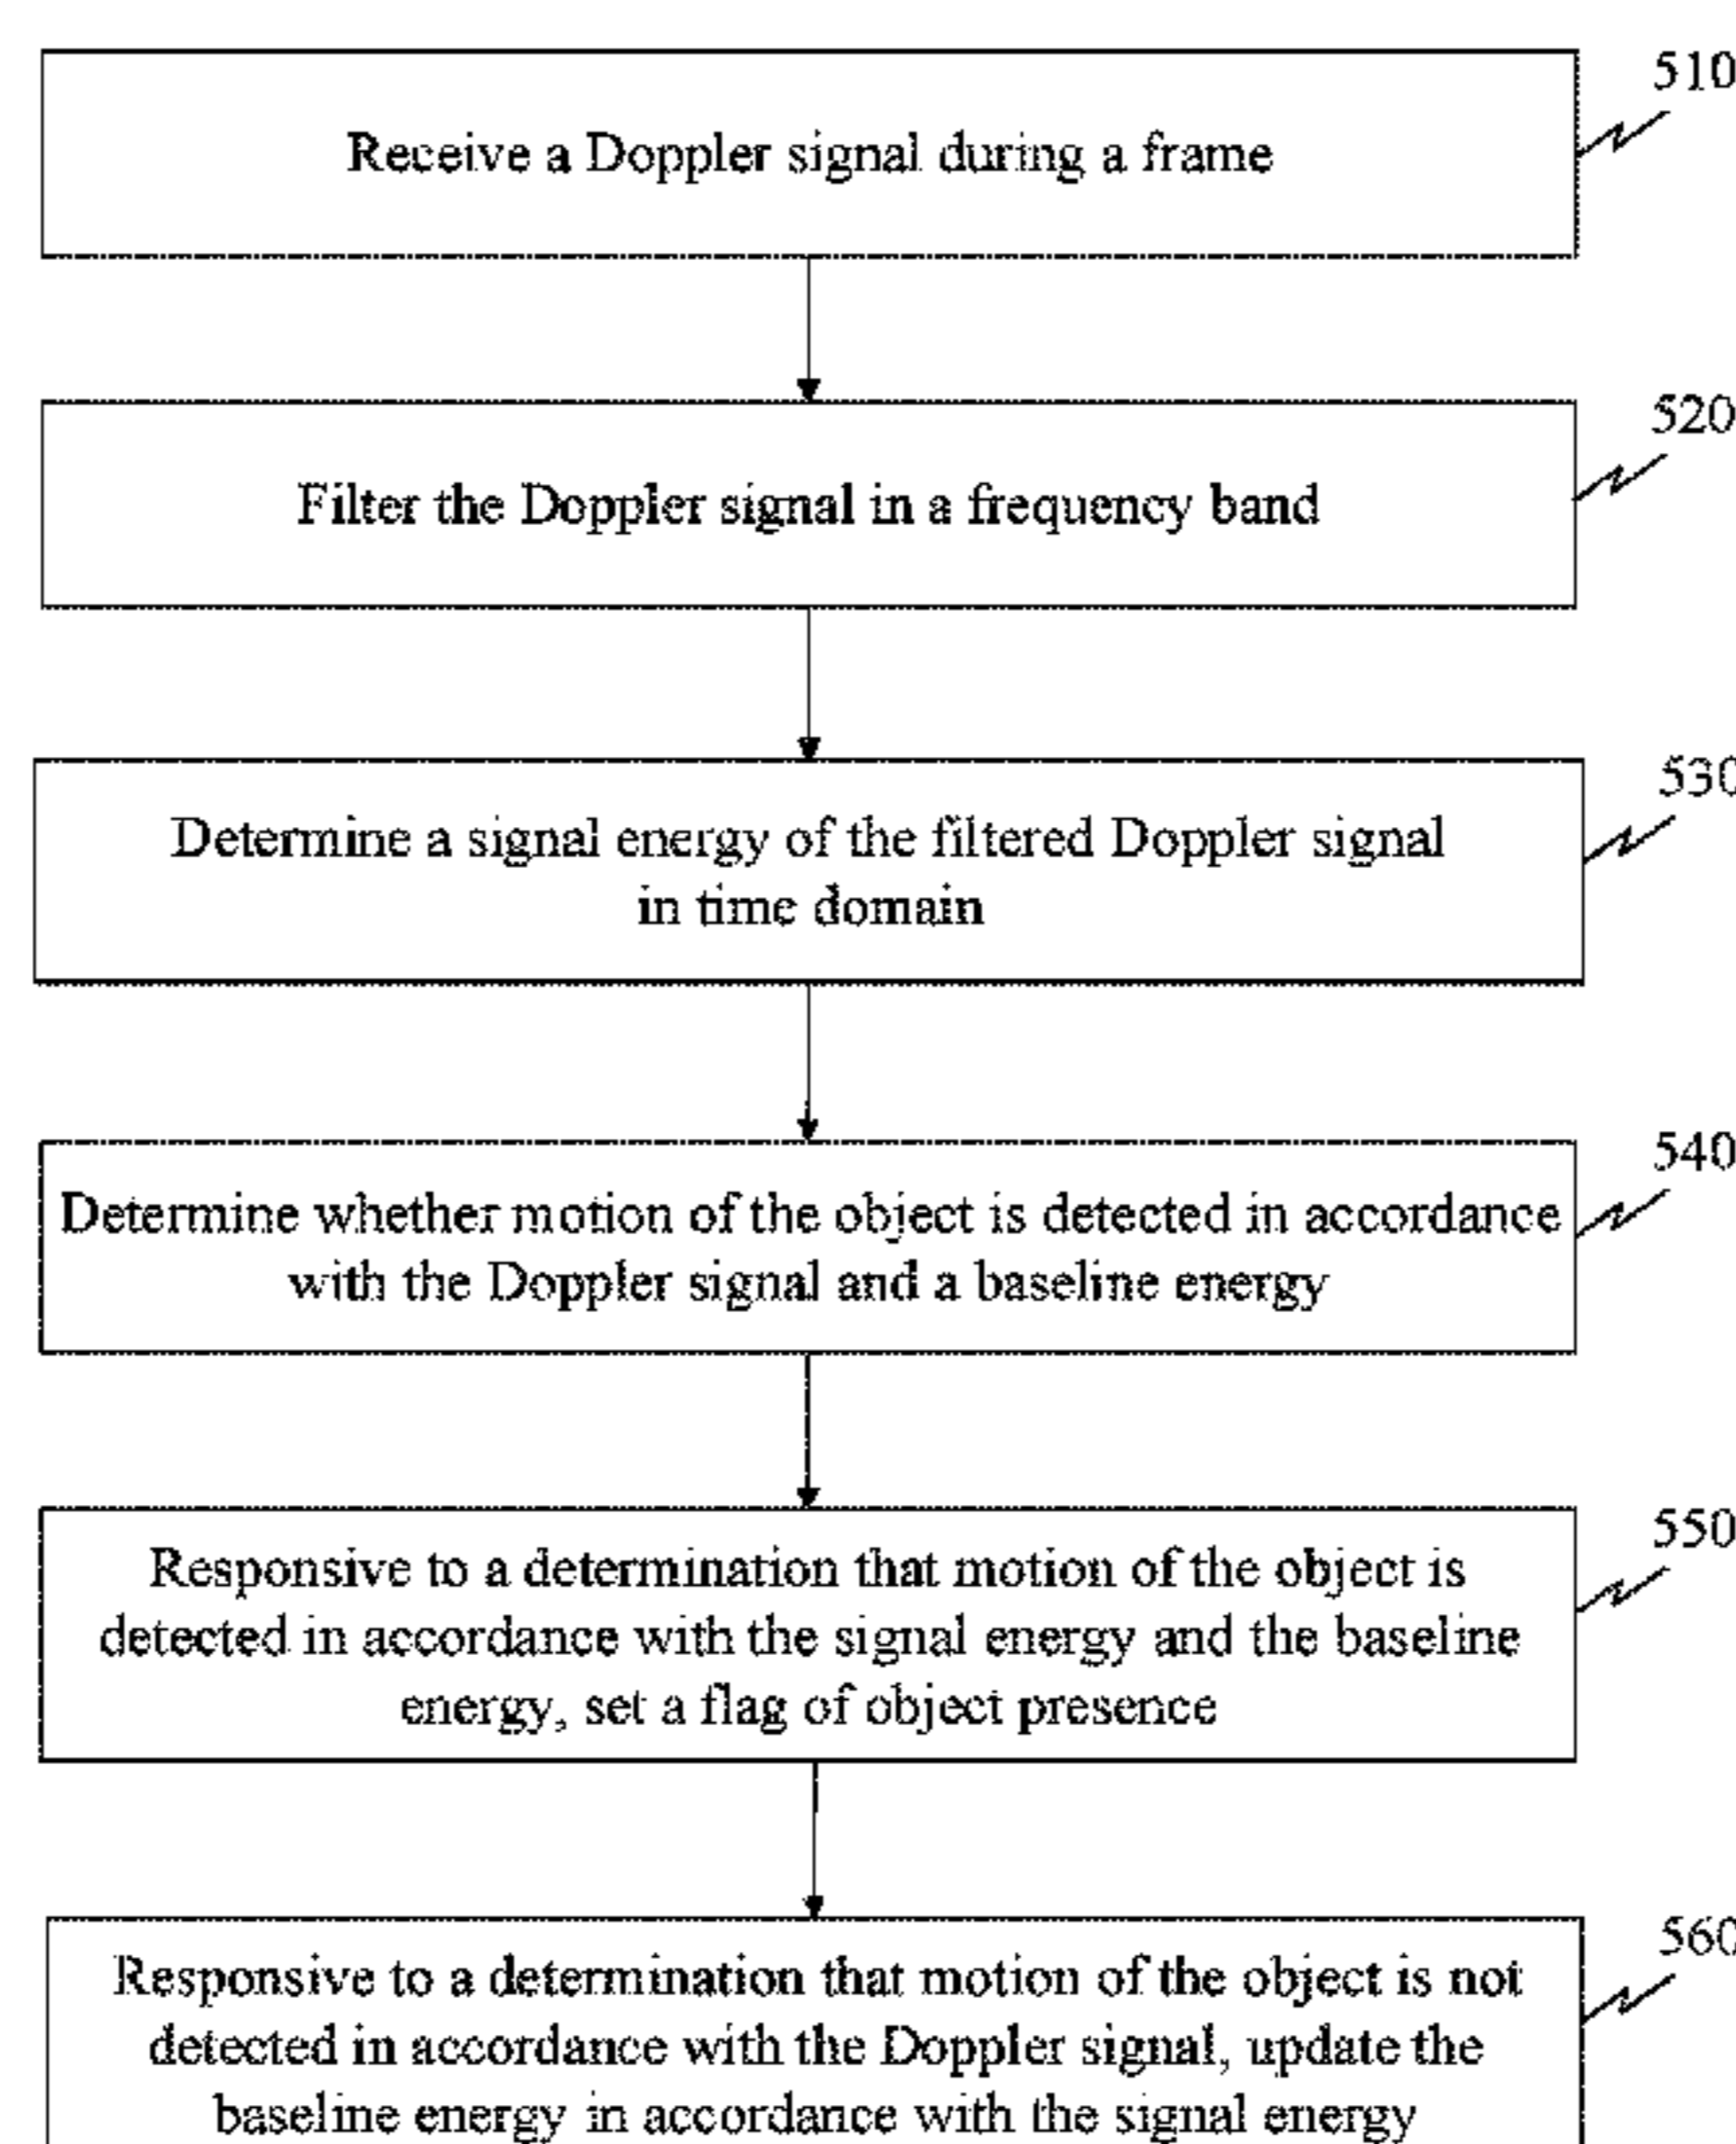 510
Receive a Doppler signal during a frame
520
Filter the Doppler signal in a frequency band
530
Determine a signal energy of the filtered Doppler signal
in time domain
540
Determine whether motion of the object is detected in accordance
with the Doppler signal and a baseline energy
550
Responsive to a determination that motion of the object is
detected in accordance with the signal energy and the baseline
energy, set a flag of object presence
560
Responsive to a determination that motion of the object is not
detected in accordance with the Doppler signal, update the
baseline energy in accordance with the signal energy